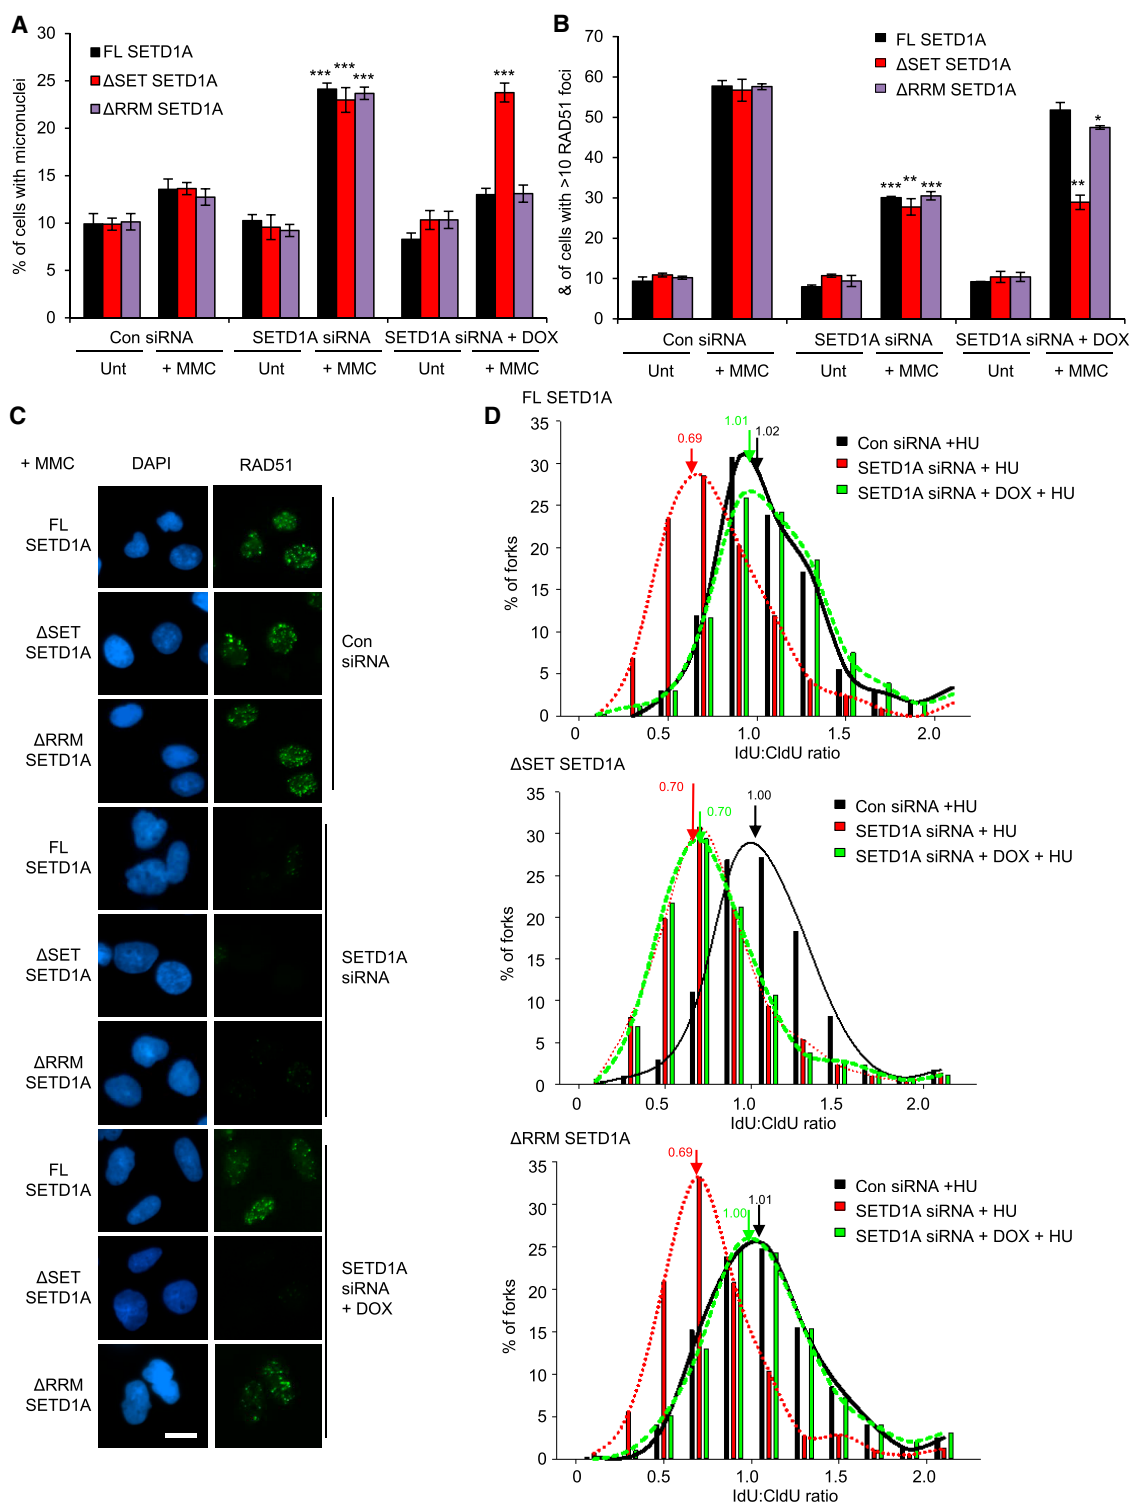 A
30
25
20
15
10
5
0
% of cells with micronuclei
FL SETD1A
ΔSET SETD1A
ΔRRM SETD1A
*** *** ***
***
Con siRNA
SETD1A siRNA
SETD1A siRNA + DOX
Unt
+ MMC
Unt
+ MMC
Unt
+ MMC
B
70
60
50
40
30
20
10
0
& of cells with >10 RAD51 foci
FL SETD1A
ΔSET SETD1A
ΔRRM SETD1A
*** ** ***
**
*
Con siRNA
SETD1A siRNA
SETD1A siRNA + DOX
Unt
+ MMC
Unt
+ MMC
Unt
+ MMC
C
+ MMC
DAPI
RAD51
FL
SETD1A
ΔSET
SETD1A
ΔRRM
SETD1A
Con
siRNA
FL
SETD1A
ΔSET
SETD1A
ΔRRM
SETD1A
SETD1A
siRNA
FL
SETD1A
ΔSET
SETD1A
ΔRRM
SETD1A
SETD1A
siRNA
+ DOX
D
FL SETD1A
35
30
25
20
15
10
5
0
% of forks
0.69
1.01
1.02
Con siRNA +HU
SETD1A siRNA + HU
SETD1A siRNA + DOX + HU
0
0.5
1.0
1.5
2.0
IdU:CldU ratio
ΔSET SETD1A
35
30
25
20
15
10
5
0
% of forks
0.70
0.70
1.00
Con siRNA +HU
SETD1A siRNA + HU
SETD1A siRNA + DOX + HU
0
0.5
1.0
1.5
2.0
IdU:CldU ratio
ΔRRM SETD1A
35
30
25
20
15
10
5
0
% of forks
0.69
1.00
1.01
Con siRNA +HU
SETD1A siRNA + HU
SETD1A siRNA + DOX + HU
0
0.5
1.0
1.5
2.0
IdU:CldU ratio